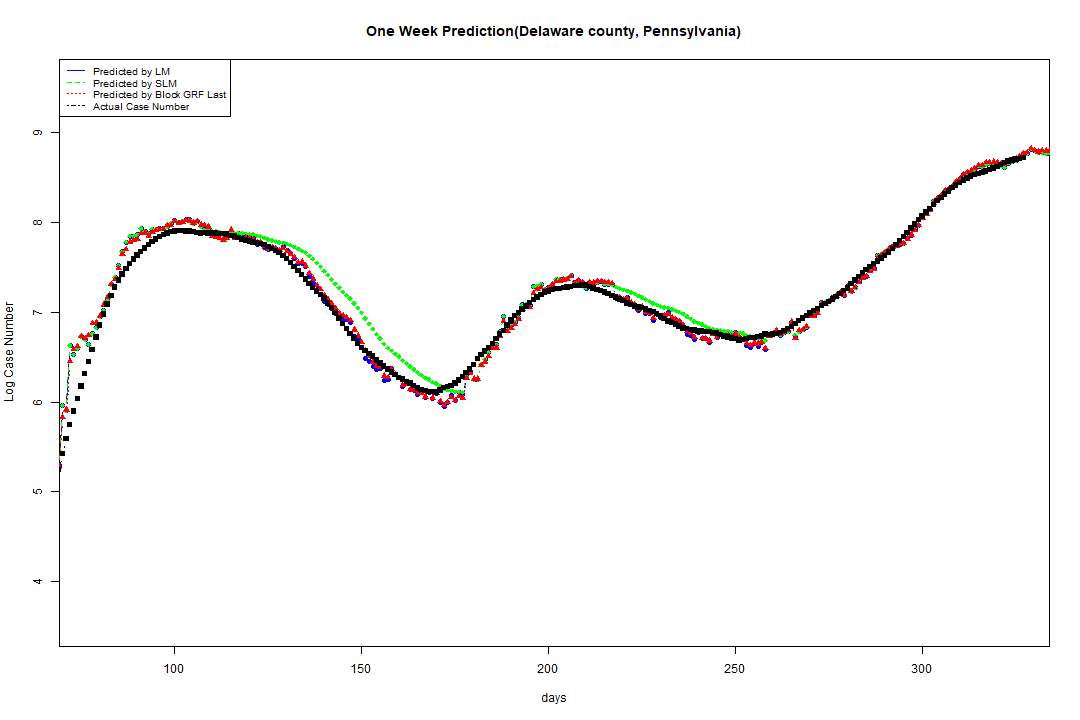 One Week Prediction(Delaware county, Pennsylvania)
Predicted by LM
Predicted by SLM
Predicted by Block GRF Last
Actual Case Number
9
8
7
6
5
4
Log Case Number
100 150 200 250 300
days